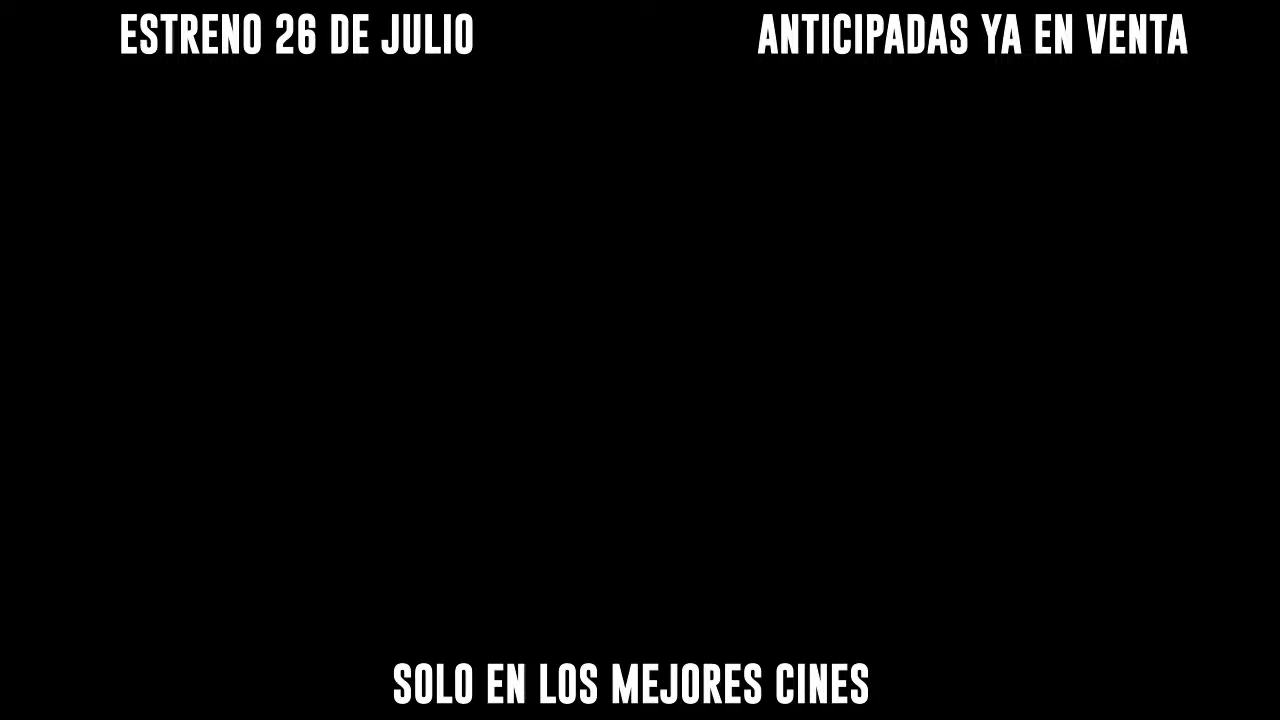 ESTRENO 26 DE JULIO
ANTICIPADAS YA EN VENTA
SOLO EN LOS MEJORES CINES